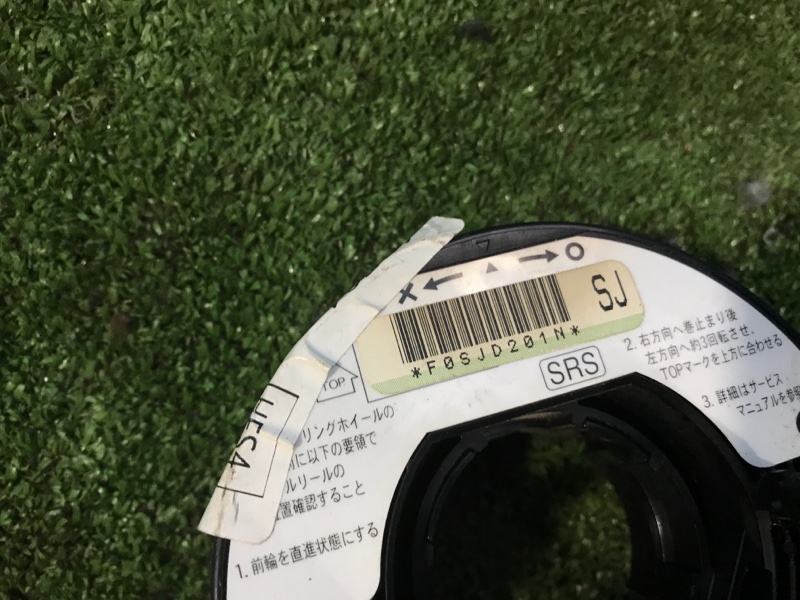 SJ
*F0SJD201N*
SRS
TOP
リングホイールの
に以下の要領で
ルリールの
置確認すること
1. 前輪を直進状態にする
2. 右方向へ巻止まり後
左方向へ約3回転させ、
TOPマークを上方に合わせる
3. 詳細はサービス
マニュアルを参照